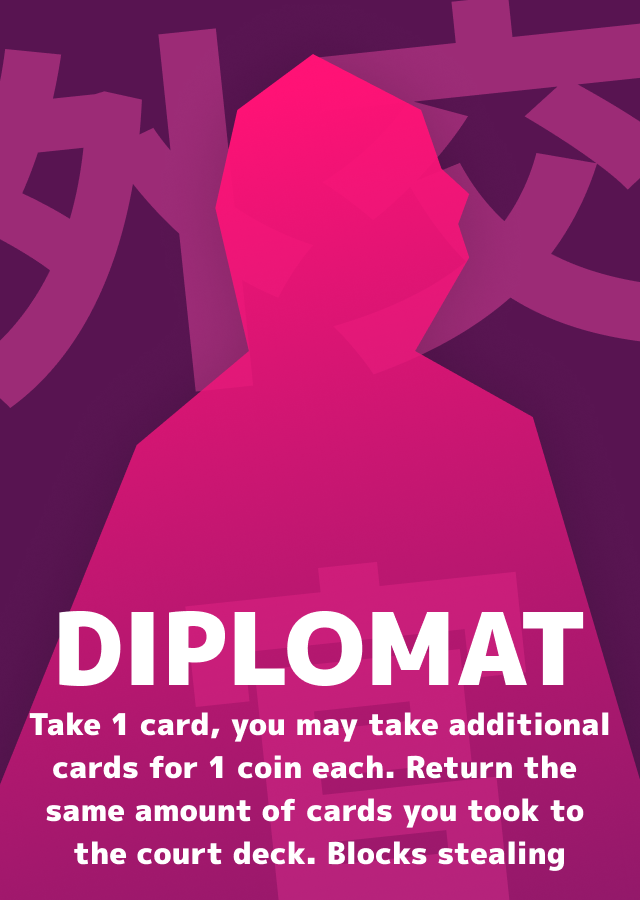 外交
官
DIPLOMAT
Take 1 card, you may take additional
cards for 1 coin each. Return the
same amount of cards you took to
the court deck. Blocks stealing